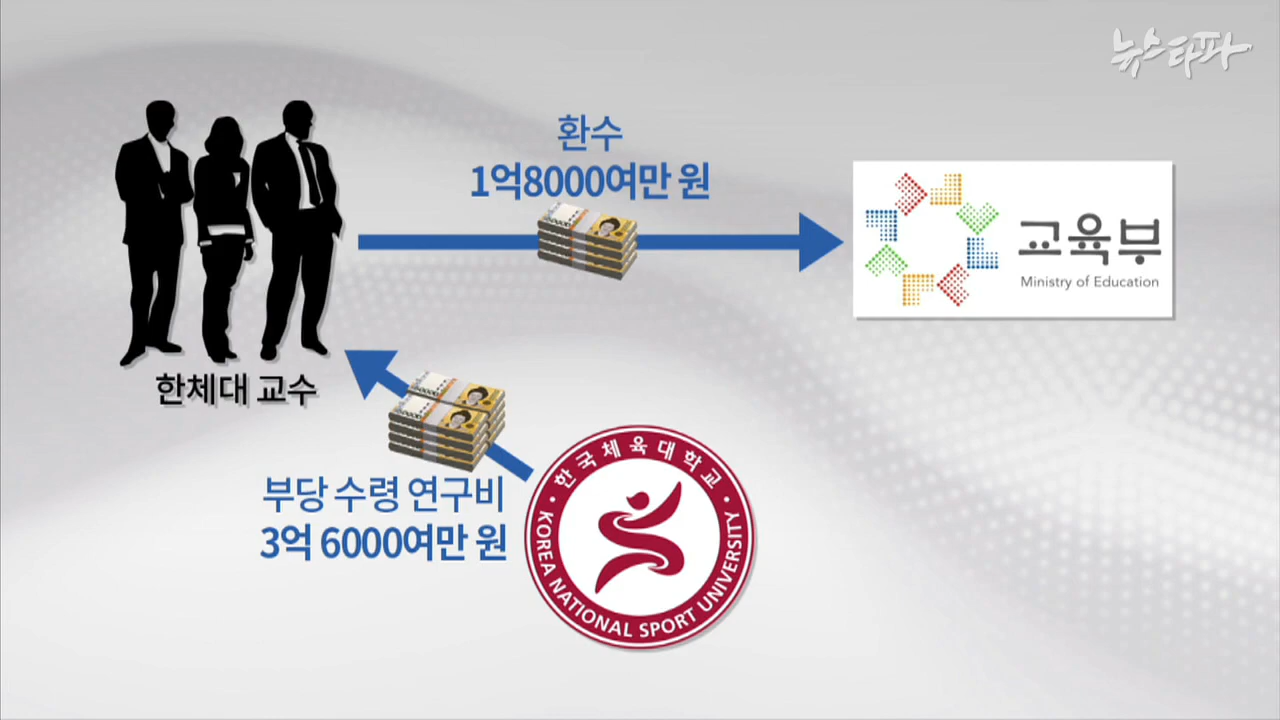 뉴스타파
환수
1억8000여만 원
교육부
Ministry of Education
한체대 교수
부당 수령 연구비
3억 6000여만 원
한국체육대학교
KOREA NATIONAL SPORT UNIVERSITY